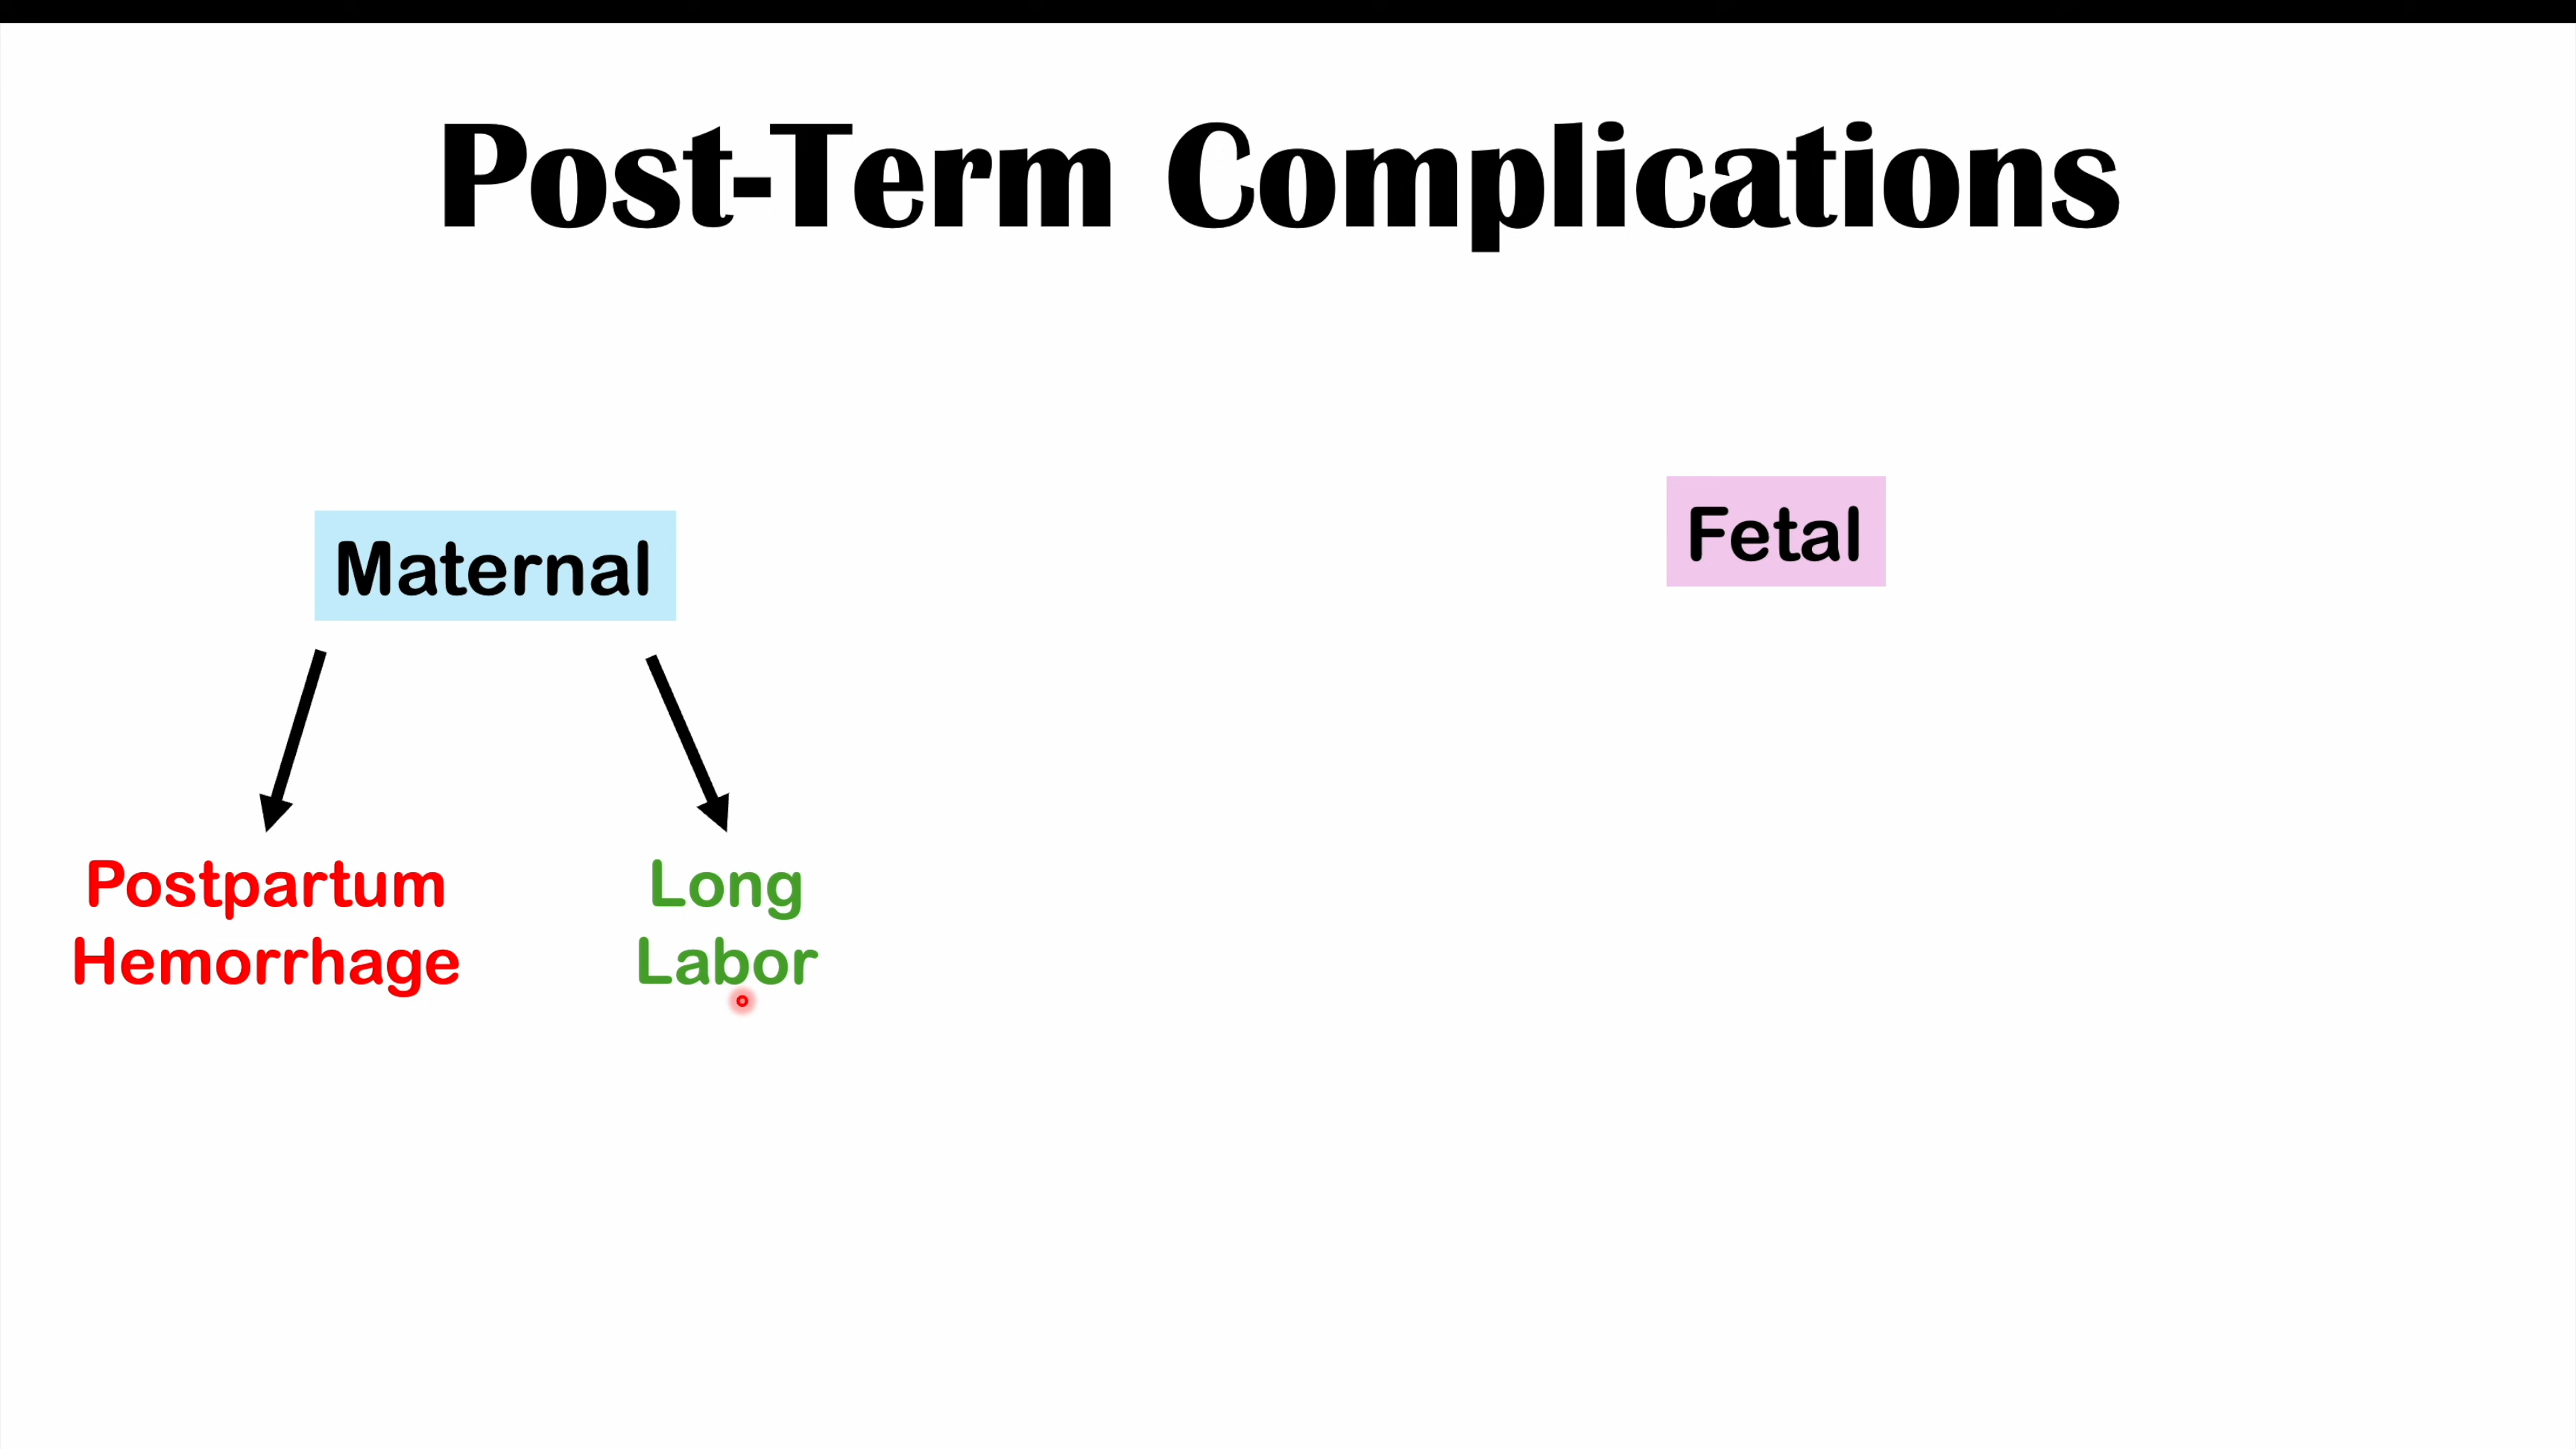 Post-Term Complications
Maternal
Fetal
Postpartum
Hemorrhage
Long
Labor